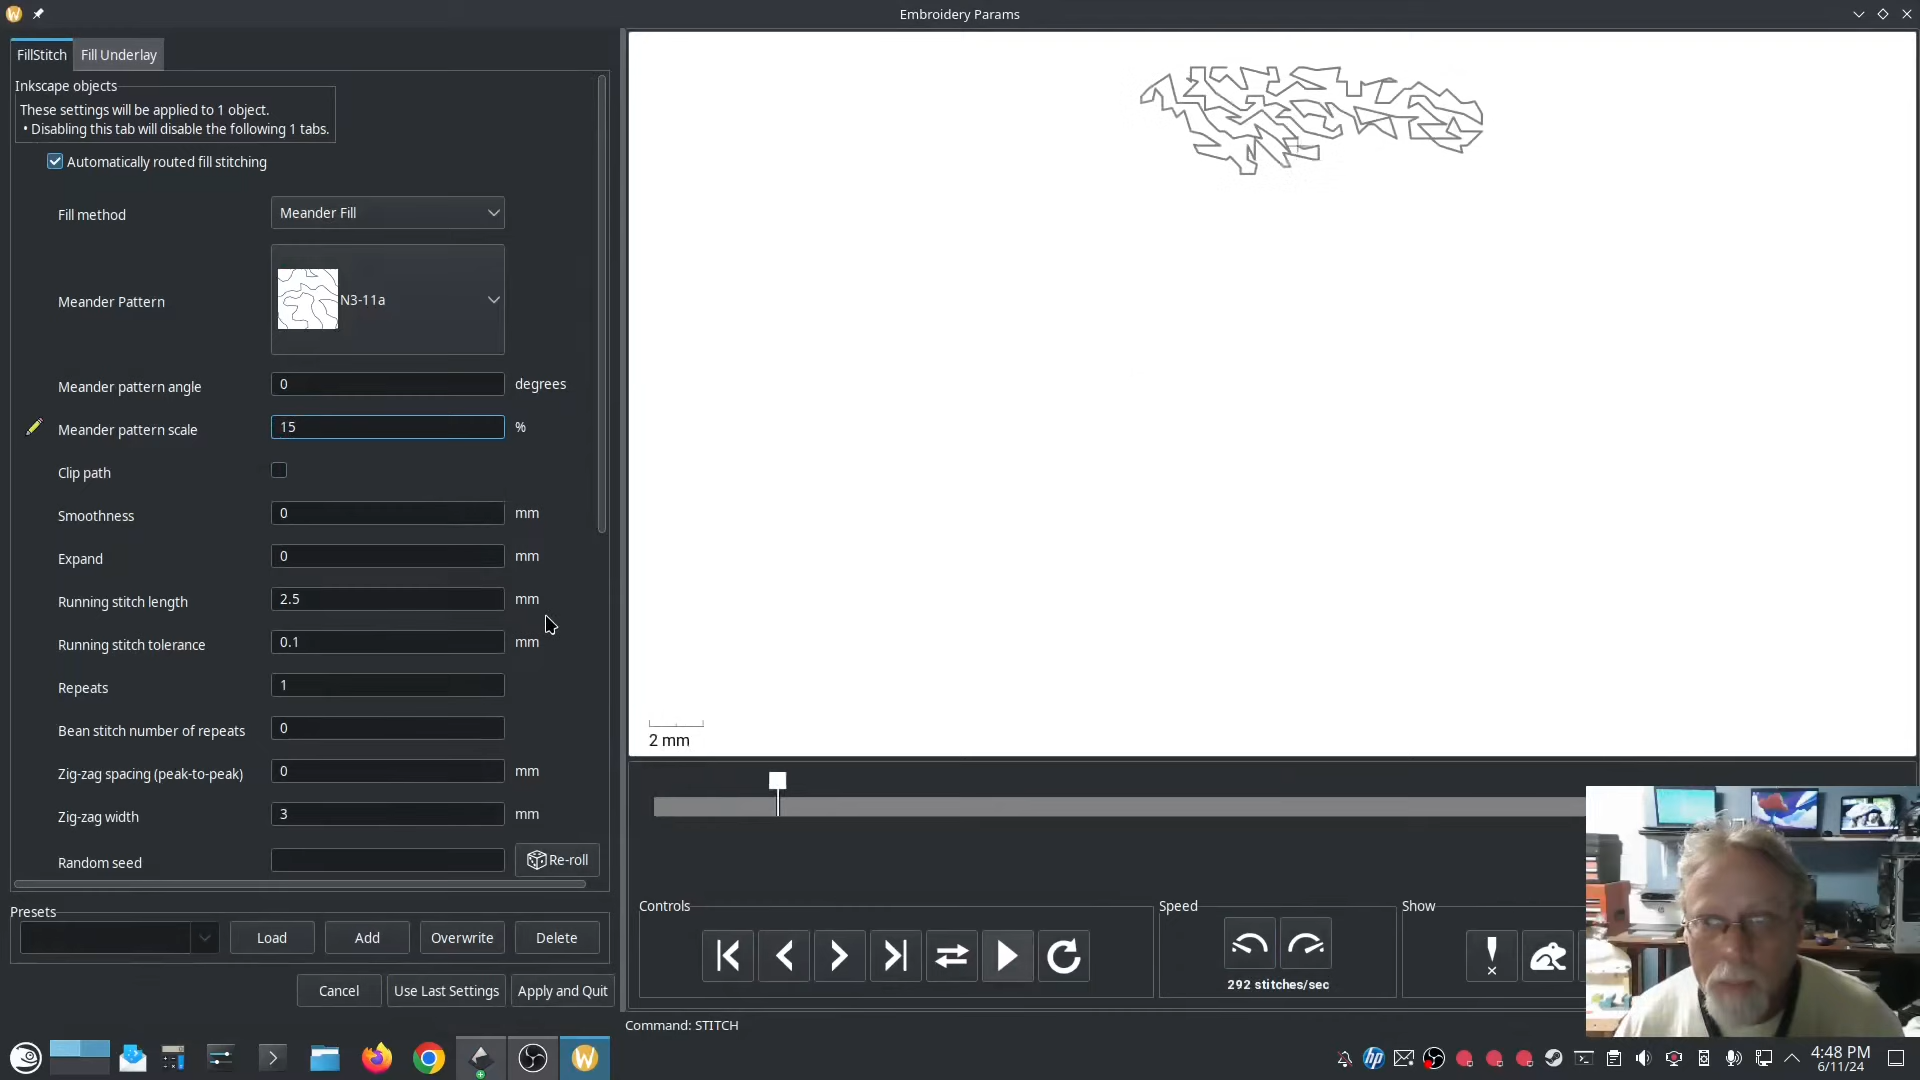 Embroidery Params
FillStitch
Fill Underlay
Inkscape objects
These settings will be applied to 1 object.
• Disabling this tab will disable the following 1 tabs.
Automatically routed fill stitching
Fill method
Meander Fill
Meander Pattern
N3-11a
Meander pattern angle
0
degrees
Meander pattern scale
15
%
Clip path
Smoothness
0
mm
Expand
0
mm
Running stitch length
2.5
mm
Running stitch tolerance
0.1
mm
Repeats
1
Bean stitch number of repeats
0
Zig-zag spacing (peak-to-peak)
0
mm
Zig-zag width
3
mm
Random seed
Re-roll
Presets
Load
Add
Overwrite
Delete
Cancel
Use Last Settings
Apply and Quit
2 mm
Controls
Speed
292 stitches/sec
Show
Command: STITCH
4:48 PM
6/11/24